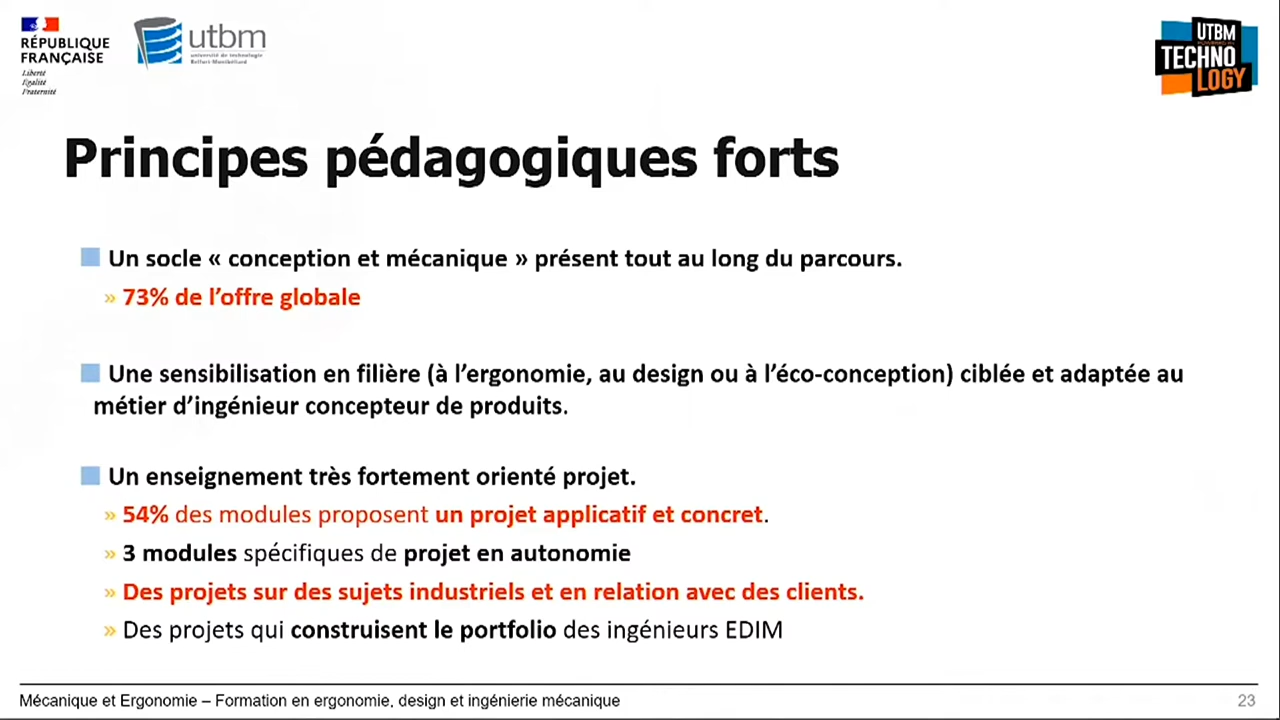 RÉPUBLIQUE
FRANÇAISE
Liberté
Égalité
Fraternité
utbm
université de technologie
Belfort-Montbéliard
UTBM
TECHNO
LOGY
Principes pédagogiques forts
Un socle « conception et mécanique » présent tout au long du parcours.
» 73% de l’offre globale
Une sensibilisation en filière (à l’ergonomie, au design ou à l’éco-conception) ciblée et adaptée au
métier d’ingénieur concepteur de produits.
Un enseignement très fortement orienté projet.
» 54% des modules proposent un projet applicatif et concret.
» 3 modules spécifiques de projet en autonomie
» Des projets sur des sujets industriels et en relation avec des clients.
» Des projets qui construisent le portfolio des ingénieurs EDIM
Mécanique et Ergonomie – Formation en ergonomie, design et ingénierie mécanique
23